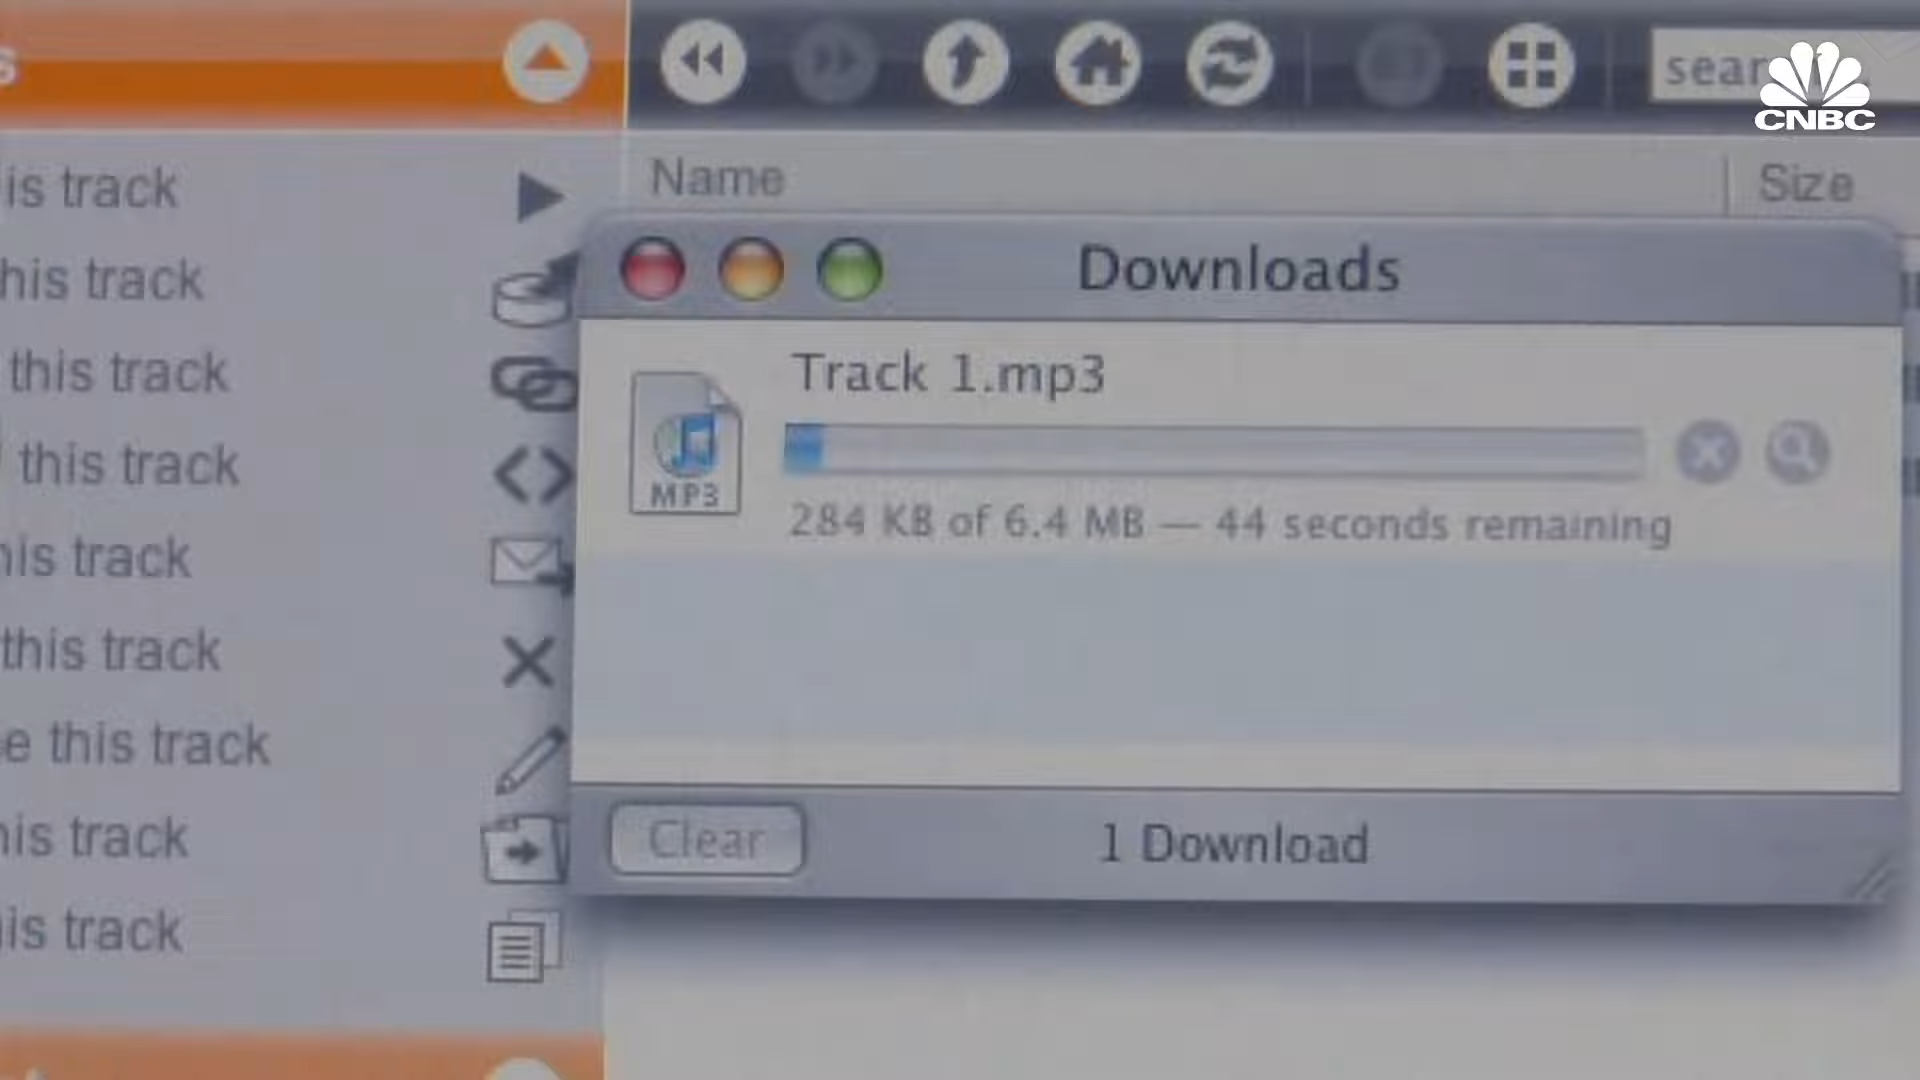 sear
CNBC
is track
Name
Size
his track
Downloads
this track
Track 1.mp3
MP3
this track
284 KB of 6.4 MB — 44 seconds remaining
his track
this track
e this track
his track
Clear
1 Download
is track